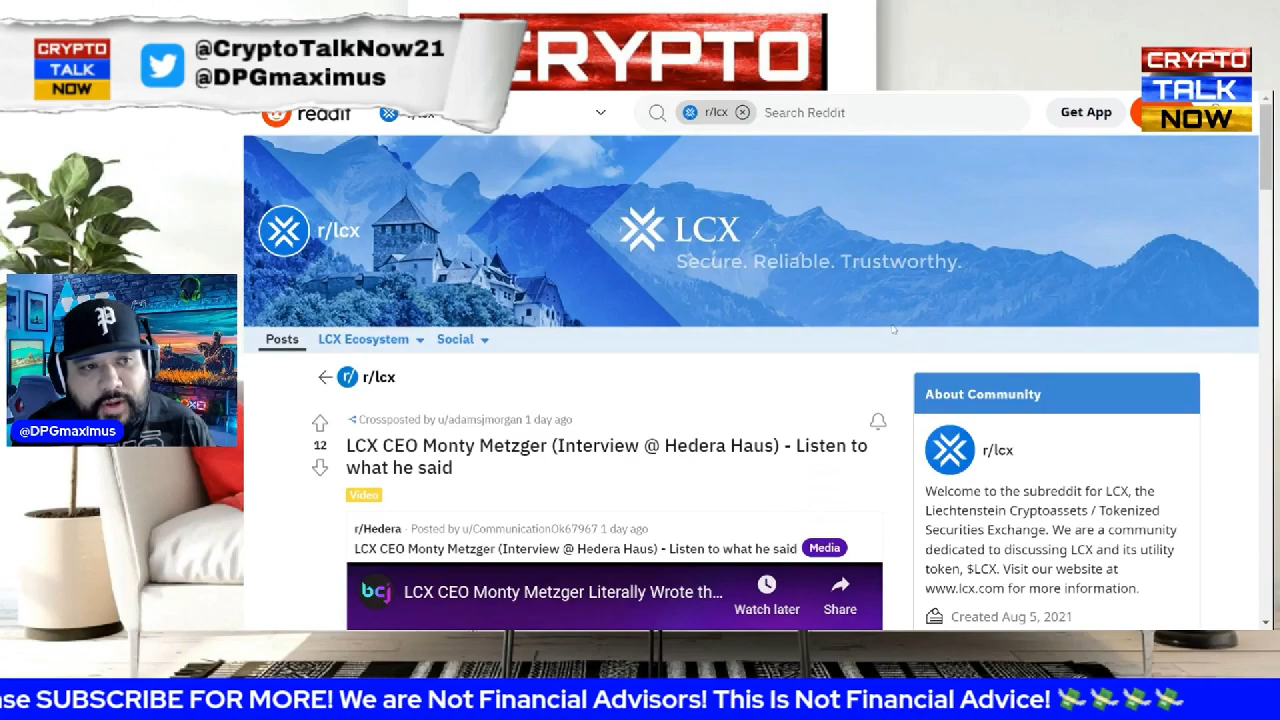 CRYPTO
TALK
NOW
@CryptoTalkNow21
@DPGmaximus
CRYPTO
CRYPTO
TALK
NOW
reddit
r/lcx
r/lcx
Search Reddit
Get App
r/lcx
LCX
Secure. Reliable. Trustworthy.
Posts
LCX Ecosystem
Social
r/lcx
Crossposted by u/adamsjmorgan 1 day ago
12
LCX CEO Monty Metzger (Interview @ Hedera Haus) - Listen to
what he said
Video
r/Hedera · Posted by u/CommunicationOk67967 1 day ago
LCX CEO Monty Metzger (Interview @ Hedera Haus) - Listen to what he said
Media
bcj
LCX CEO Monty Metzger Literally Wrote th...
Watch later
Share
About Community
r/lcx
Welcome to the subreddit for LCX, the
Liechtenstein Cryptoassets / Tokenized
Securities Exchange. We are a community
dedicated to discussing LCX and its utility
token, $LCX. Visit our website at
www.lcx.com for more information.
Created Aug 5, 2021
P
@DPGmaximus
se SUBSCRIBE FOR MORE! We are Not Financial Advisors! This Is Not Financial Advice!